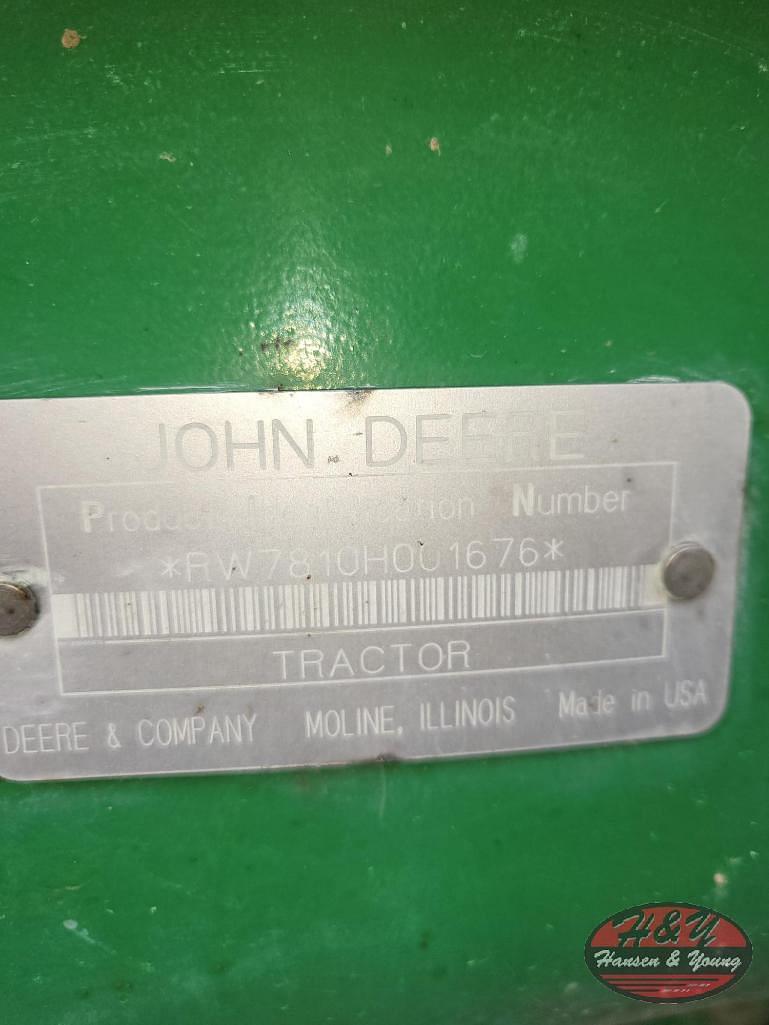 JOHN DEERE
Product Identification Number
*RW7810H001676*
TRACTOR
DEERE & COMPANY MOLINE, ILLINOIS Made in USA
H&Y
Hansen & Young